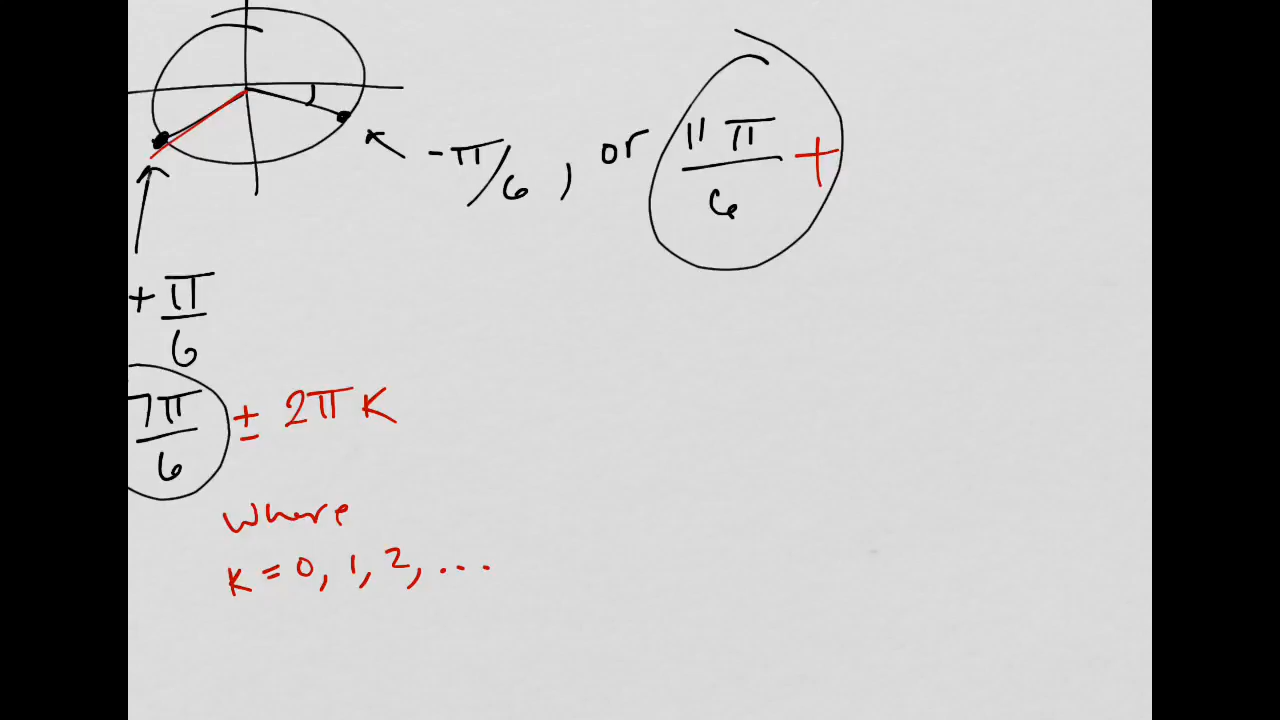 -π/6, or 11π/6 +
+ π/6
7π/6 ± 2πK
where
K = 0, 1, 2, ...